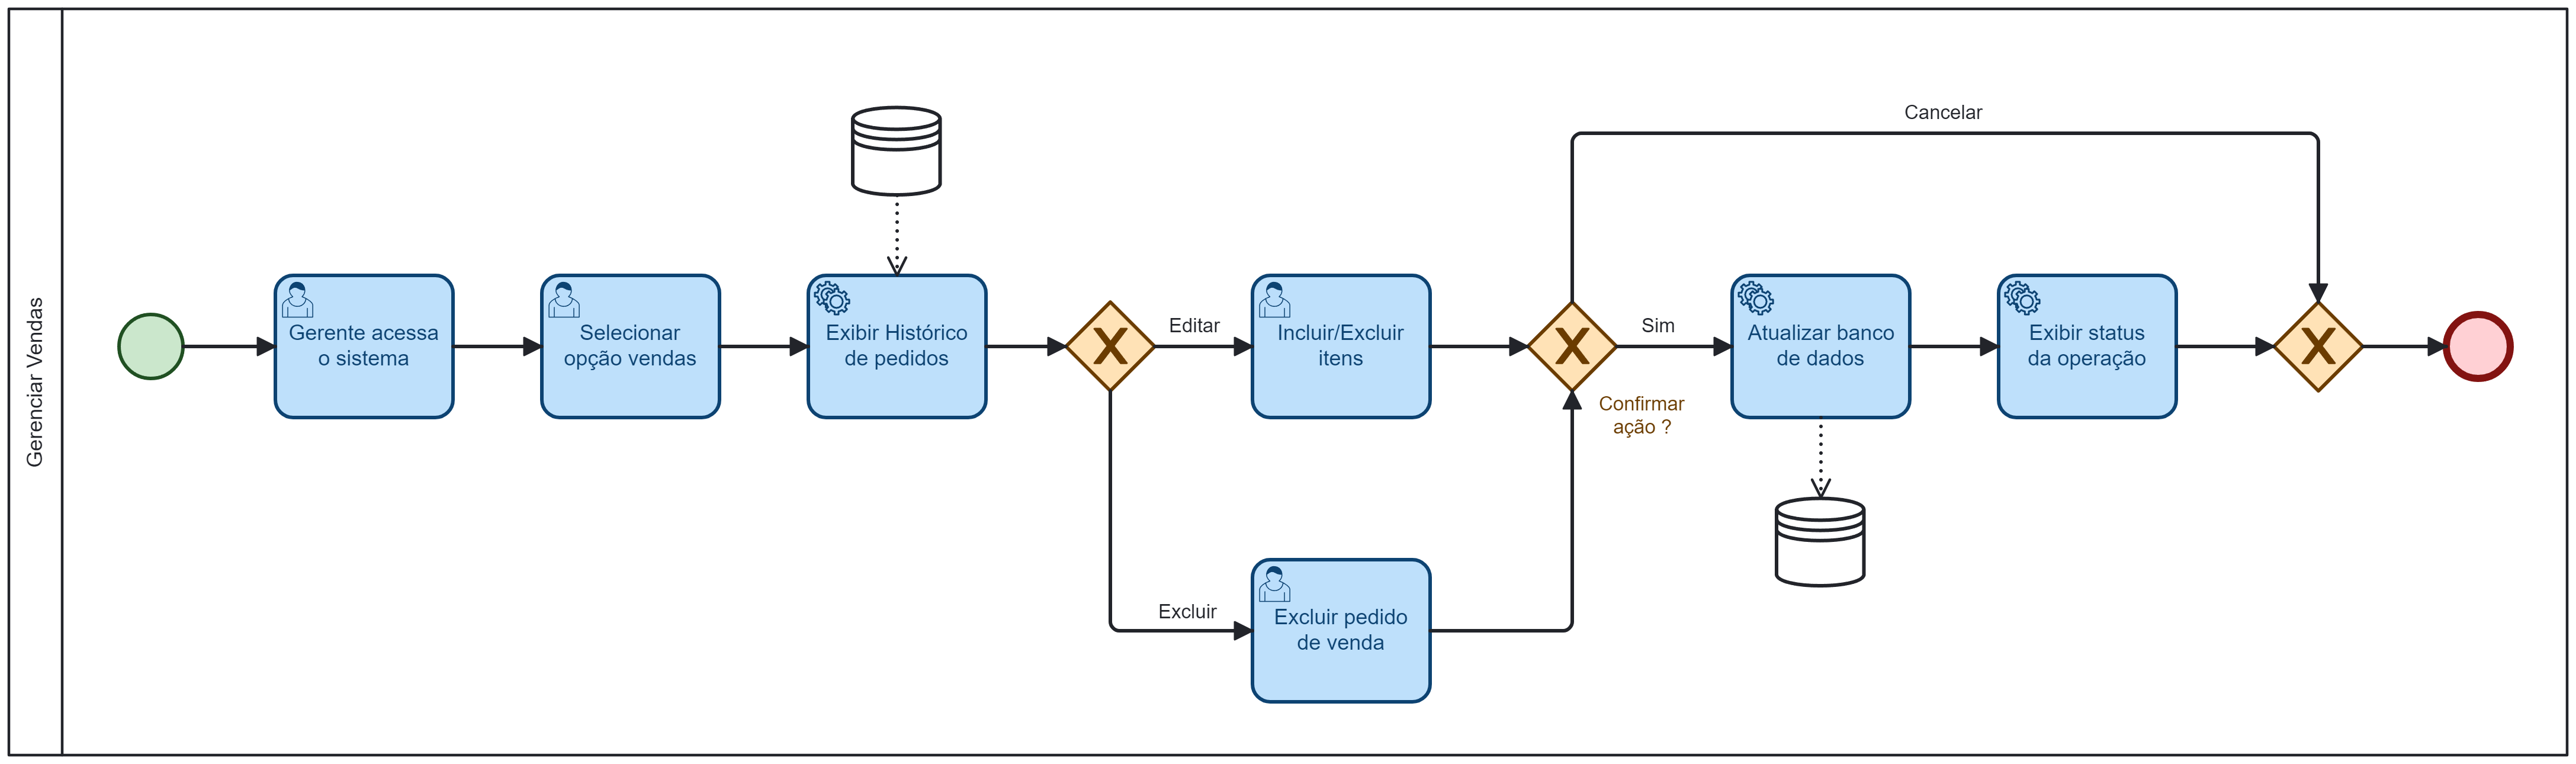 Gerenciar Vendas
Gerente acessa
o sistema
Selecionar
opção vendas
Exibir Histórico
de pedidos
Editar
Incluir/Excluir
itens
Excluir
Excluir pedido
de venda
Confirmar
ação ?
Cancelar
Sim
Atualizar banco
de dados
Exibir status
da operação